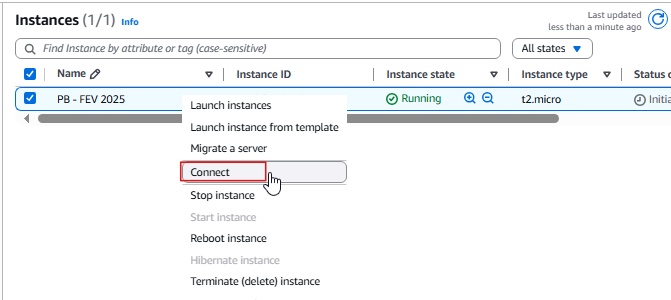 Instances (1/1) Info
Last updated
less than a minute ago
Find Instance by attribute or tag (case-sensitive)
All states
Name Instance ID Instance state Instance type Status
PB - FEV 2025 Running t2.micro
Launch instances
Launch instance from template
Migrate a server
Connect
Stop instance
Start instance
Reboot instance
Hibernate instance
Terminate (delete) instance